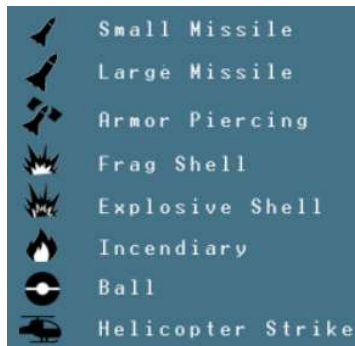 Small Missile
Large Missile
Armor Piercing
Frag Shell
Explosive Shell
Incendiary
Ball
Helicopter Strike